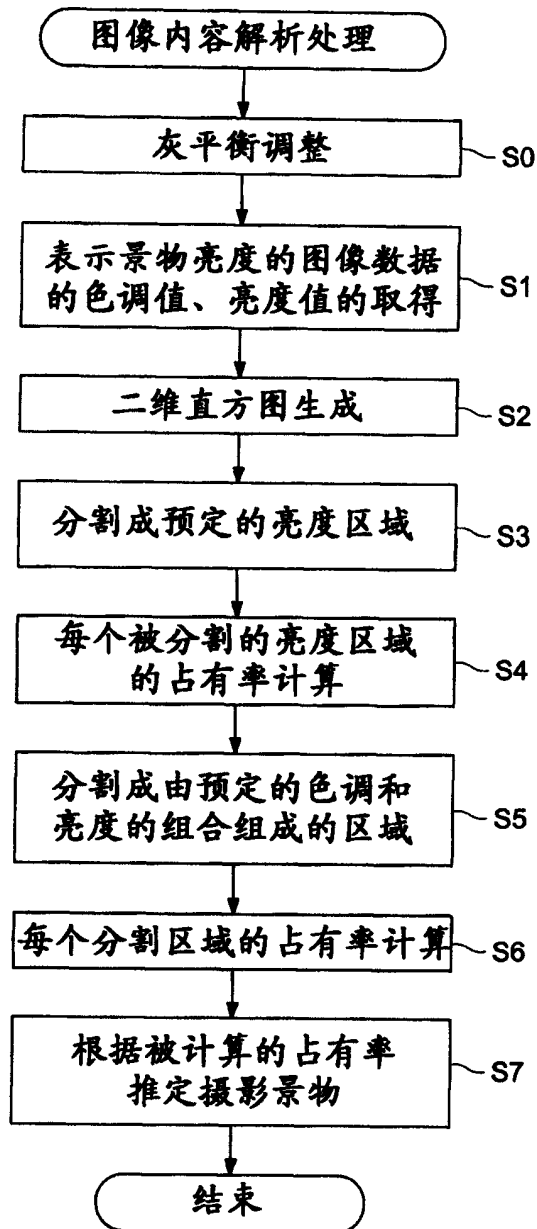 图像内容解析处理
灰平衡调整
S0
表示景物亮度的图像数据
的色调值、亮度值的取得
S1
二维直方图生成
S2
分割成预定的亮度区域
S3
每个被分割的亮度区域
的占有率计算
S4
分割成由预定的色调和
亮度的组合组成的区域
S5
每个分割区域的占有率计算
S6
根据被计算的占有率
推定摄影景物
S7
结束